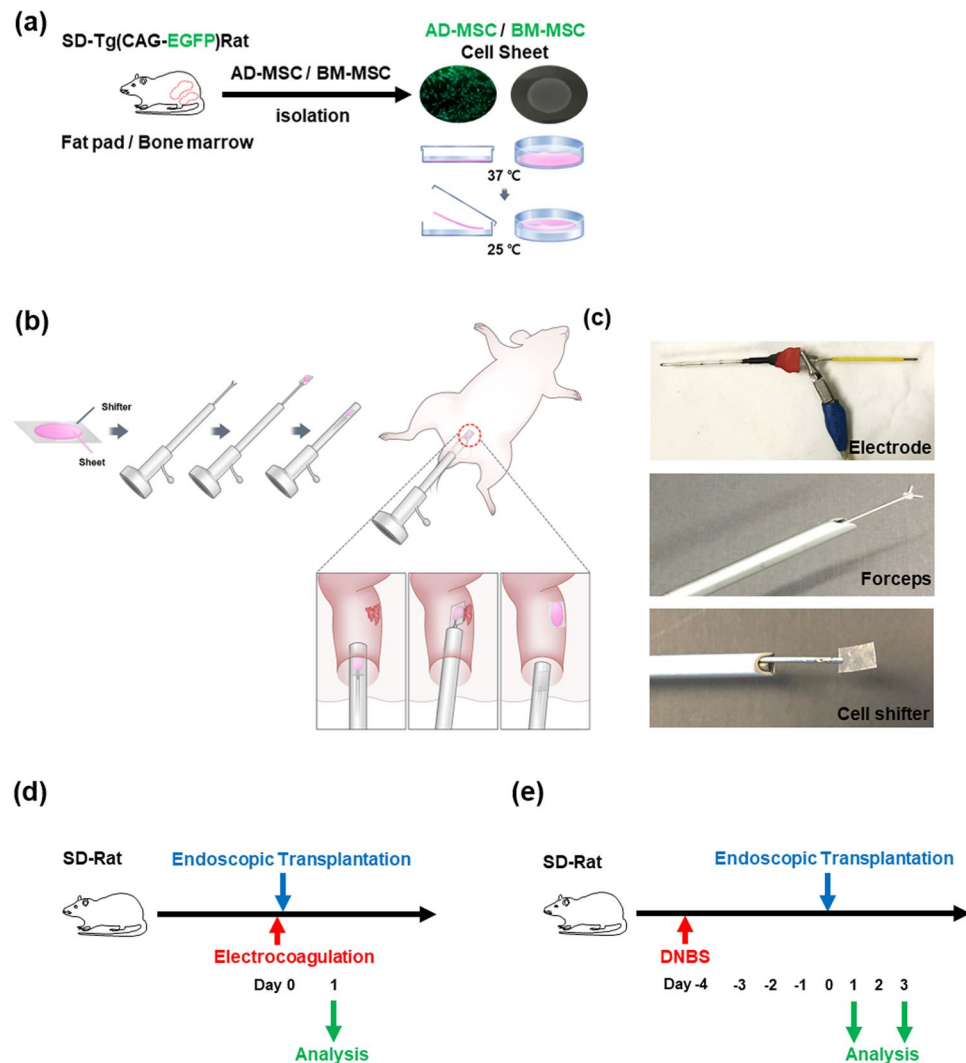 (a)
SD-Tg(CAG-EGFP)Rat
AD-MSC / BM-MSC
isolation
Fat pad / Bone marrow
AD-MSC / BM-MSC
Cell Sheet
37 ℃
25 ℃
(b)
Shifter
Sheet
(c)
Electrode
Forceps
Cell shifter
(d)
SD-Rat
Endoscopic Transplantation
Electrocoagulation
Day 0 1
Analysis
(e)
SD-Rat
Endoscopic Transplantation
DNBS
Day -4 -3 -2 -1 0 1 2 3
Analysis